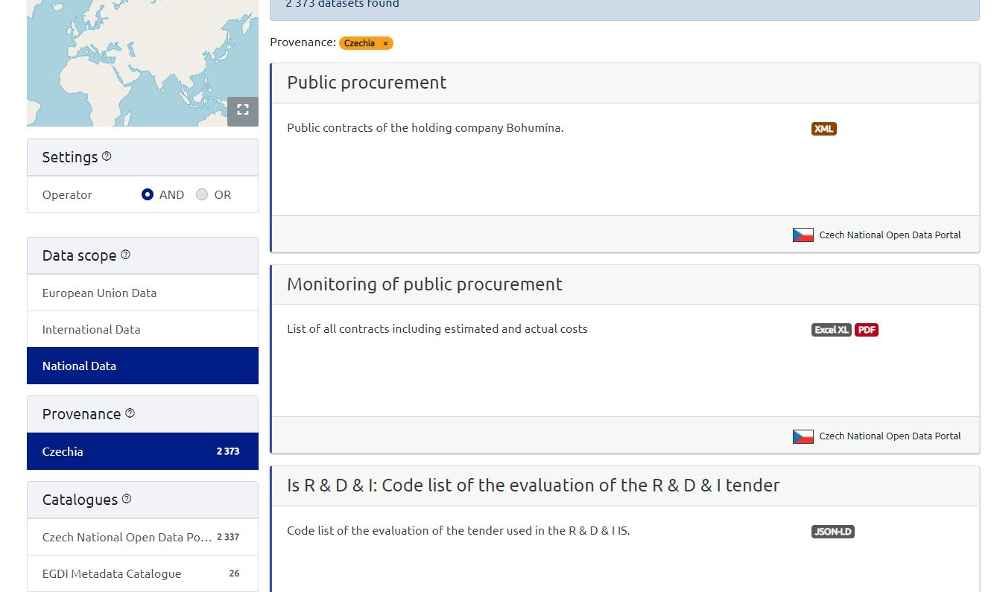 2 373 datasets found
Provenance: Czechia ×
Public procurement
Public contracts of the holding company Bohumína.
XML
Czech National Open Data Portal
Settings
Operator AND OR
Data scope
European Union Data
International Data
National Data
Provenance
Czechia 2 373
Catalogues
Czech National Open Data Po... 2 337
EGDI Metadata Catalogue 26
Monitoring of public procurement
List of all contracts including estimated and actual costs
Excel XL PDF
Czech National Open Data Portal
Is R & D & I: Code list of the evaluation of the R & D & I tender
Code list of the evaluation of the tender used in the R & D & I IS.
JSON-LD